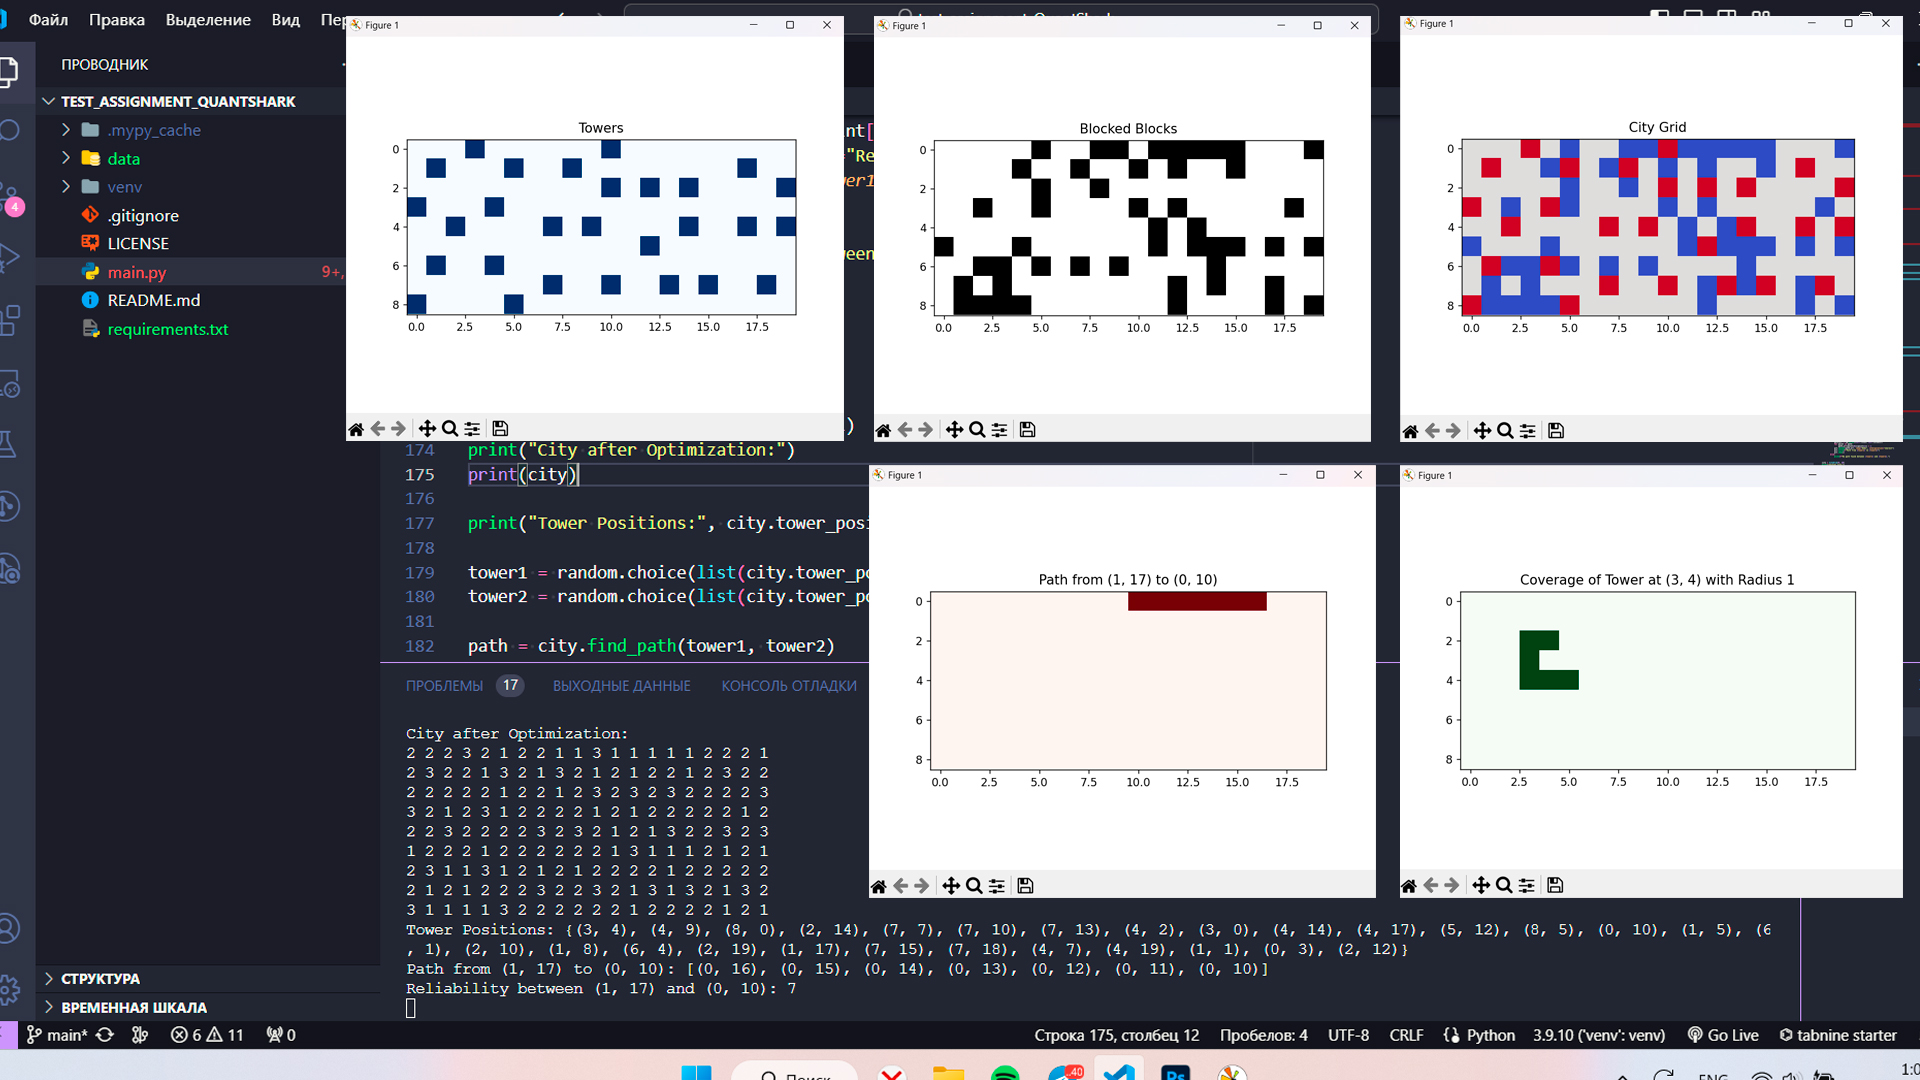 Файл Правка Выделение Вид
ПРОВОДНИК
TEST_ASSIGNMENT_QUANTSHARK
.mypy_cache
data
venv
.gitignore
LICENSE
main.py 9+,
README.md
requirements.txt
4
СТРУКТУРА
ВРЕМЕННАЯ ШКАЛА
Figure 1
Towers
0
2
4
6
8
0.0 2.5 5.0 7.5 10.0 12.5 15.0 17.5
Figure 1
Blocked Blocks
0
2
4
6
8
0.0 2.5 5.0 7.5 10.0 12.5 15.0 17.5
Figure 1
City Grid
0
2
4
6
8
0.0 2.5 5.0 7.5 10.0 12.5 15.0 17.5
174 print("City after Optimization:")
175 print(city)
176
177 print("Tower Positions:", city.tower_posi
178
179 tower1 = random.choice(list(city.tower_po
180 tower2 = random.choice(list(city.tower_po
181
182 path = city.find_path(tower1, tower2)
Figure 1
Path from (1, 17) to (0, 10)
0
2
4
6
8
0.0 2.5 5.0 7.5 10.0 12.5 15.0 17.5
Figure 1
Coverage of Tower at (3, 4) with Radius 1
0
2
4
6
8
0.0 2.5 5.0 7.5 10.0 12.5 15.0 17.5
ПРОБЛЕМЫ 17 ВЫХОДНЫЕ ДАННЫЕ КОНСОЛЬ ОТЛАДКИ
City after Optimization:
2 2 2 3 2 1 2 2 1 1 3 1 1 1 1 1 2 2 2 1
2 3 2 2 1 3 2 1 3 2 1 2 1 2 2 1 2 3 2 2
2 2 2 2 2 1 2 2 1 2 3 2 3 2 3 2 2 2 2 3
3 2 1 2 3 1 2 2 2 2 1 2 1 2 2 2 2 2 1 2
2 2 3 2 2 2 2 3 2 3 2 1 2 1 3 2 2 3 2 3
1 2 2 2 1 2 2 2 2 2 2 1 3 1 1 1 2 1 2 1
2 3 1 1 3 1 2 1 2 1 2 2 2 2 1 2 2 2 2 2
2 1 2 1 2 2 2 3 2 2 3 2 1 3 1 3 2 1 3 2
3 1 1 1 1 3 2 2 2 2 2 2 1 2 2 2 2 1 2 1
Tower Positions: {(3, 4), (4, 9), (8, 0), (2, 14), (7, 7), (7, 10), (7, 13), (4, 2), (3, 0), (4, 14), (4, 17), (5, 12), (8, 5), (0, 10), (1, 5), (6
, 1), (2, 10), (1, 8), (6, 4), (2, 19), (1, 17), (7, 15), (7, 18), (4, 7), (4, 19), (1, 1), (0, 3), (2, 12)}
Path from (1, 17) to (0, 10): [(0, 16), (0, 15), (0, 14), (0, 13), (0, 12), (0, 11), (0, 10)]
Reliability between (1, 17) and (0, 10): 7
main* 6 11 0 Строка 175, столбец 12 Пробелов: 4 UTF-8 CRLF Python 3.9.10 ('venv': venv) Go Live tabnine starter